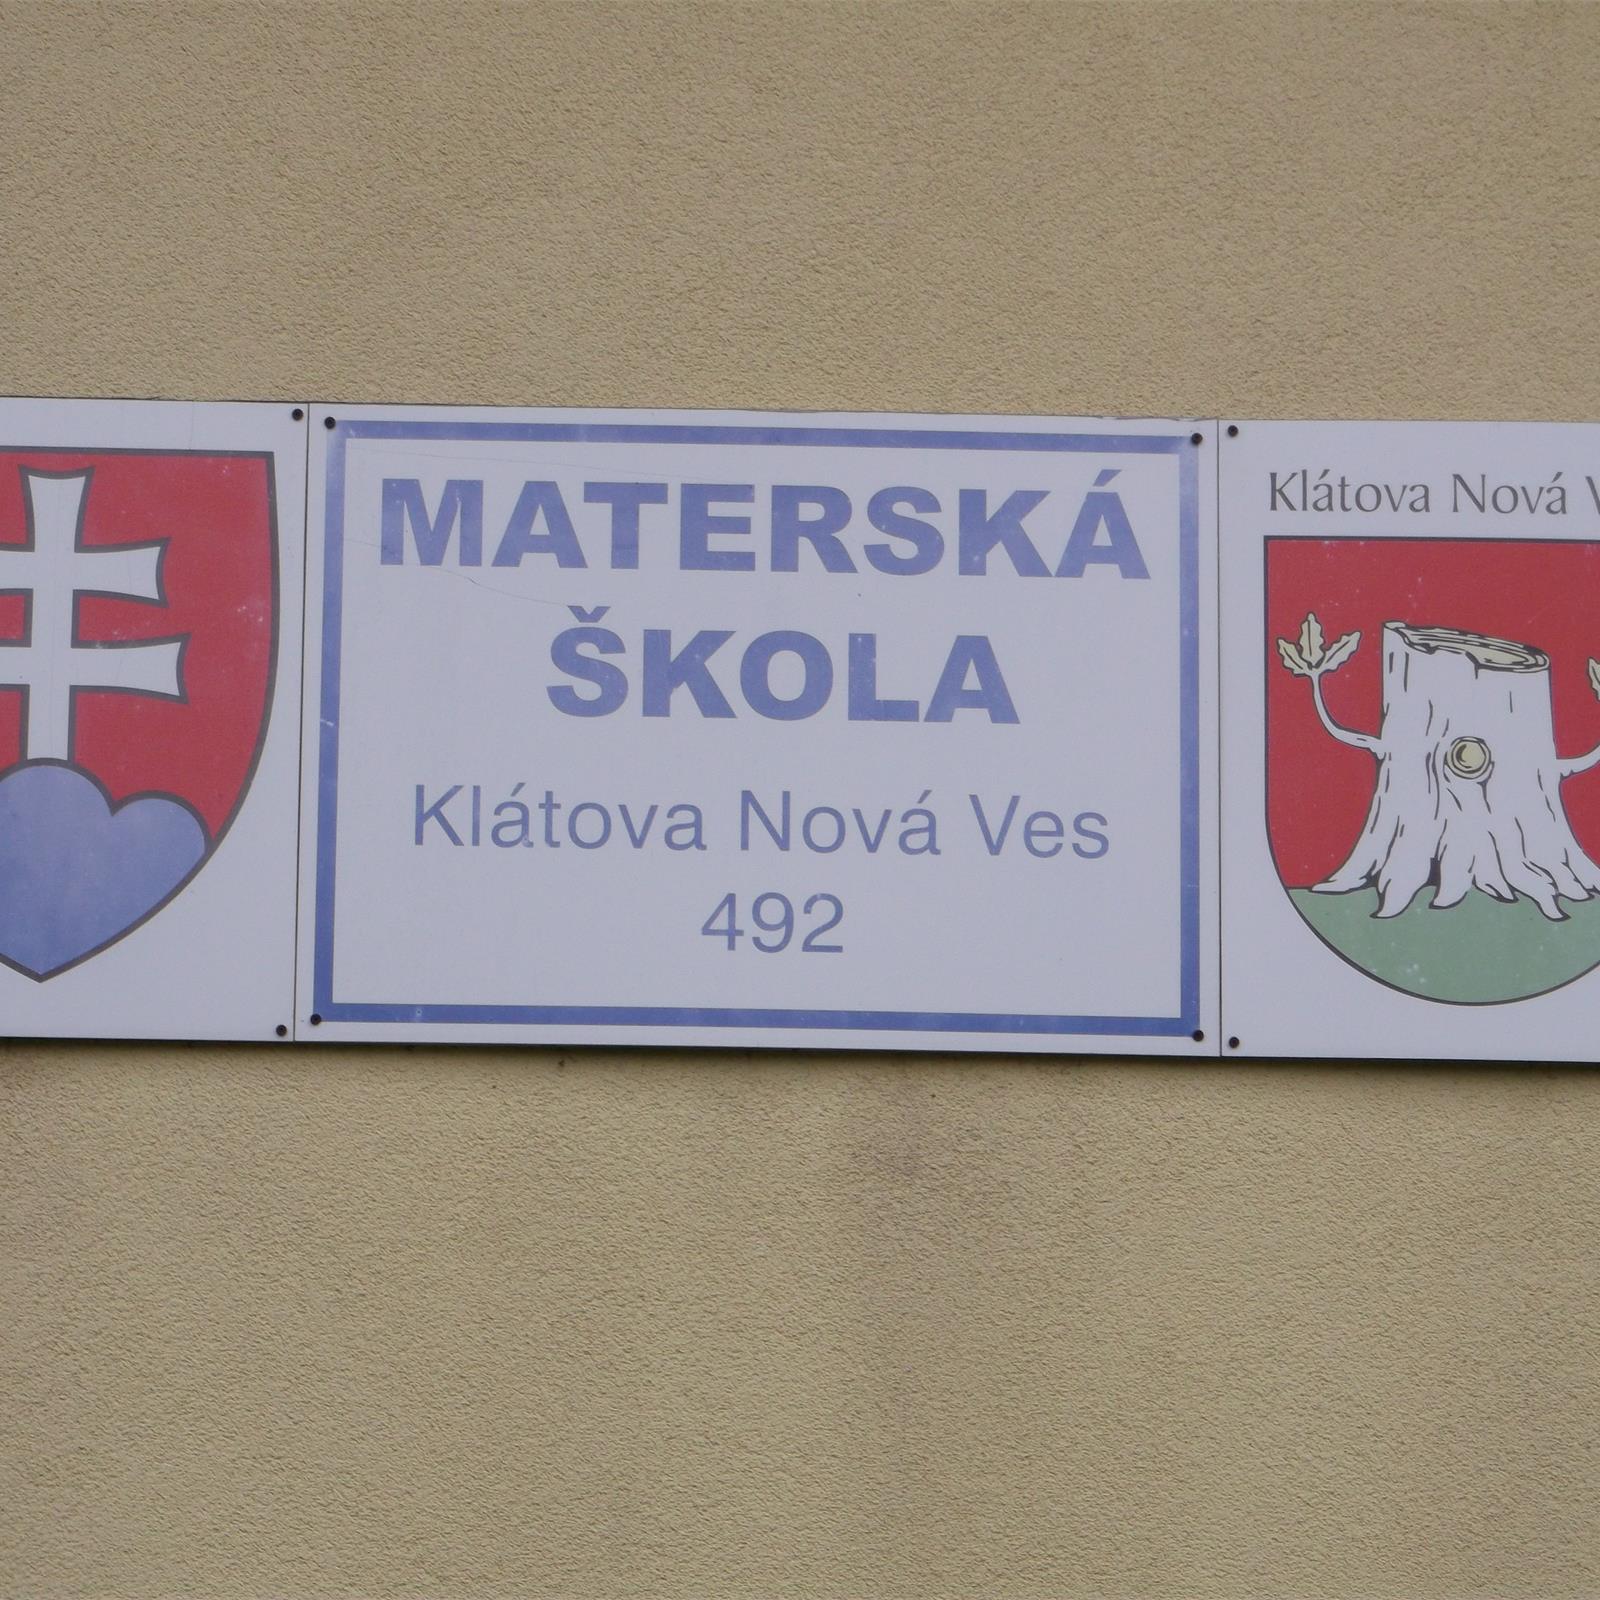 MATERSKÁ
ŠKOLA
Klátova Nová Ves
492
Klátova Nová